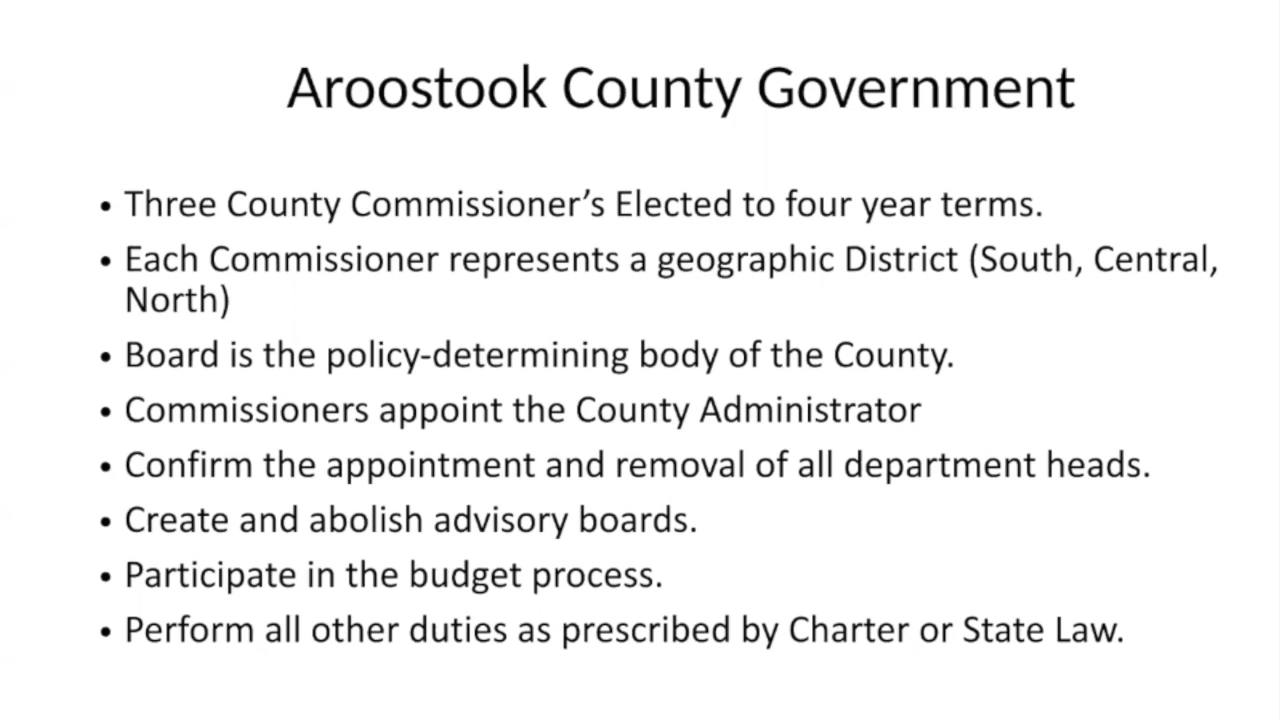 Aroostook County Government
• Three County Commissioner’s Elected to four year terms.
• Each Commissioner represents a geographic District (South, Central,
North)
• Board is the policy-determining body of the County.
• Commissioners appoint the County Administrator
• Confirm the appointment and removal of all department heads.
• Create and abolish advisory boards.
• Participate in the budget process.
• Perform all other duties as prescribed by Charter or State Law.